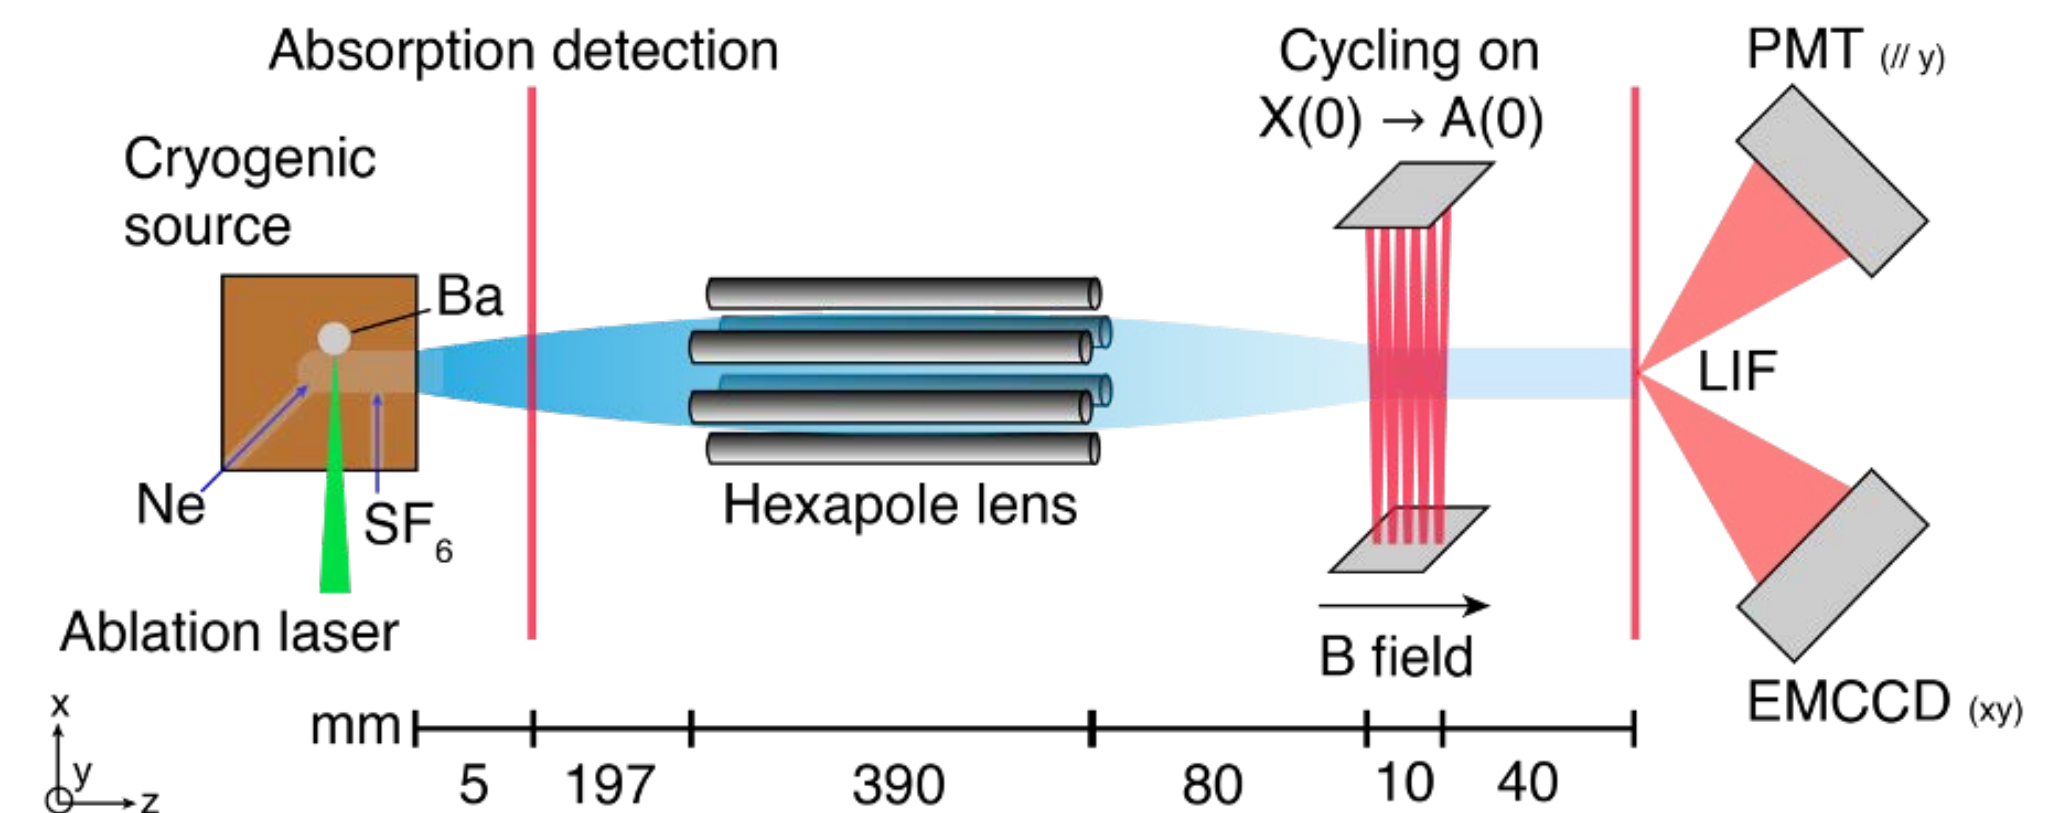 Absorption detection
Cycling on
X(0) → A(0)
PMT (// y)
Cryogenic
source
Ba
LIF
Ne
SF6
Hexapole lens
Ablation laser
B field
EMCCD (xy)
x
y
z
mm
5 197 390 80 10 40